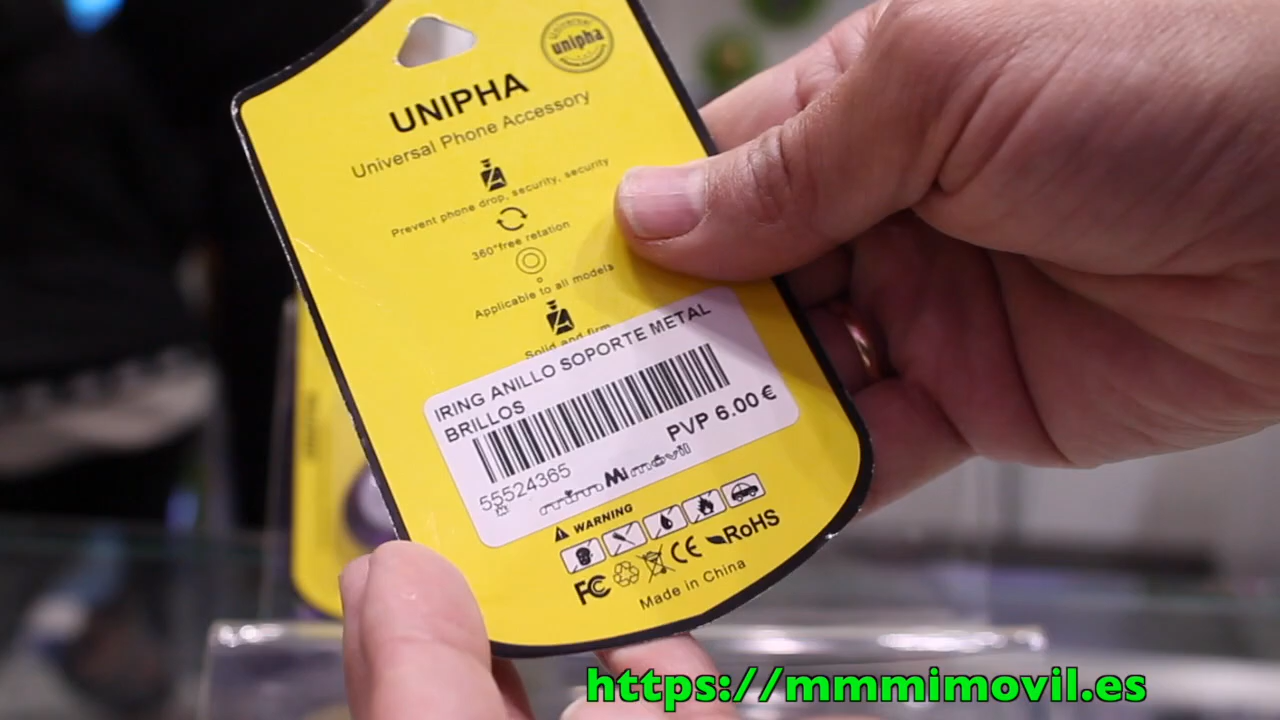 Universal
unipha
UNIPHA
Universal Phone Accessory
Prevent phone drop, security, security
360°free retation
Applicable to all models
Solid and firm
IRING ANILLO SOPORTE METAL
BRILLOS
PVP 6.00 €
55524365
mimMimóvil
WARNING
FC CE RoHS
Made in China
https://mmmimovil.es